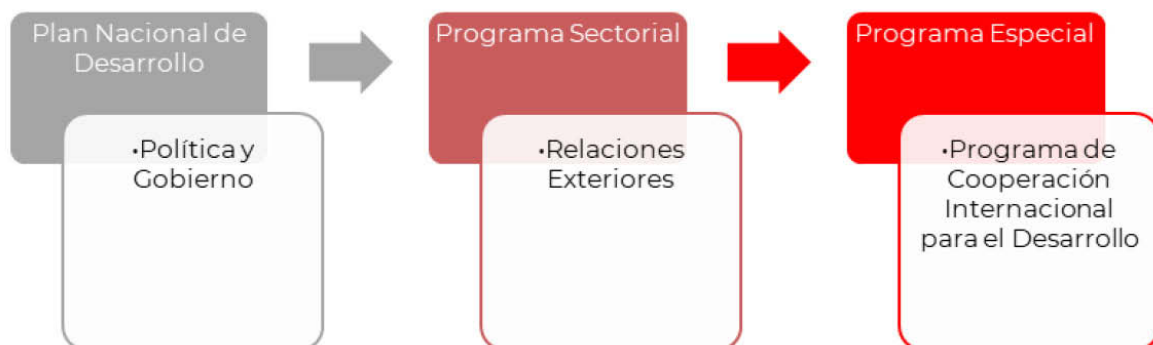 Plan Nacional de
Desarrollo
•Política y
Gobierno
Programa Sectorial
•Relaciones
Exteriores
Programa Especial
•Programa de
Cooperación
Internacional
para el Desarrollo